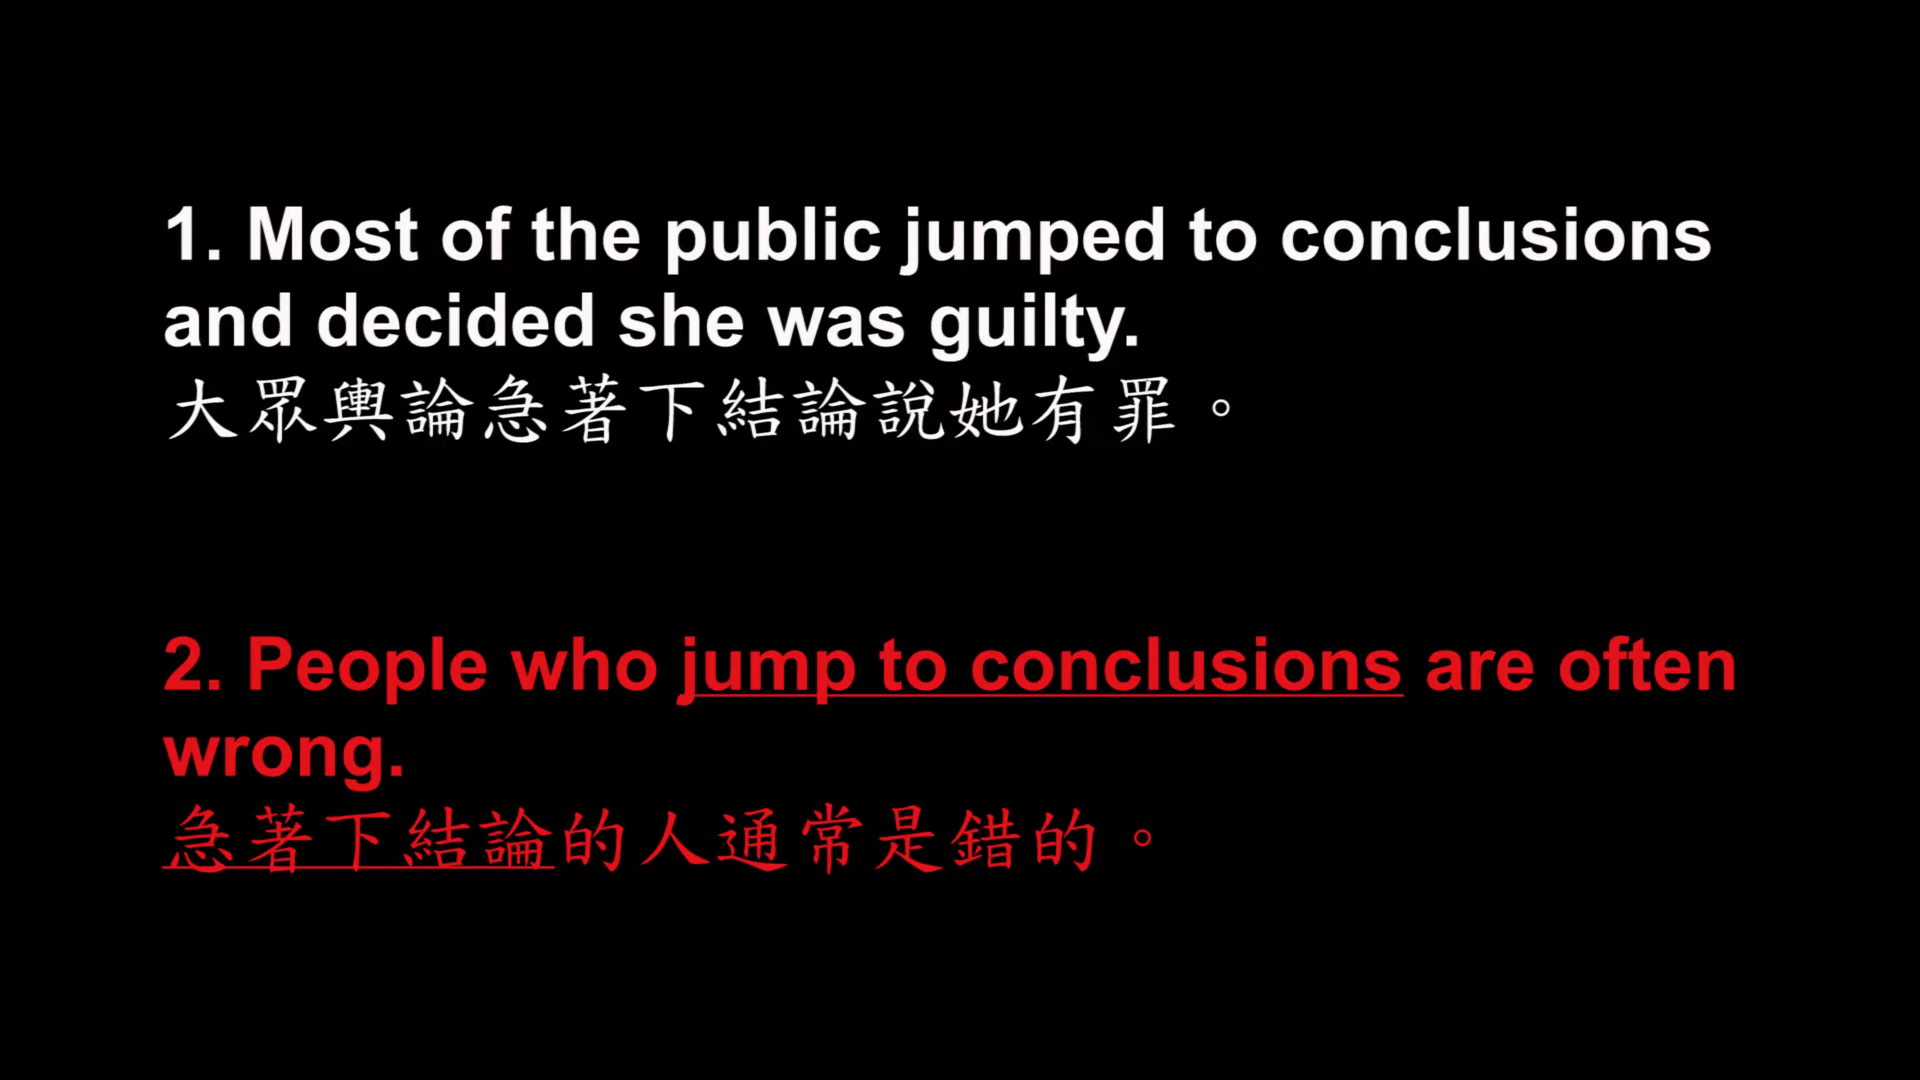 1. Most of the public jumped to conclusions
and decided she was guilty.
大眾輿論急著下結論說她有罪。
2. People who jump to conclusions are often
wrong.
急著下結論的人通常是錯的。